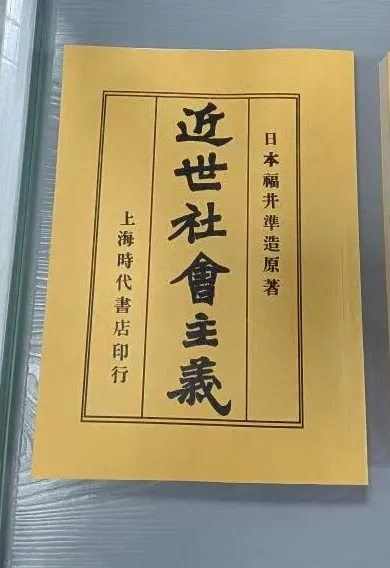 日本福井準造原著
近世社會主義
上海時代書店印行